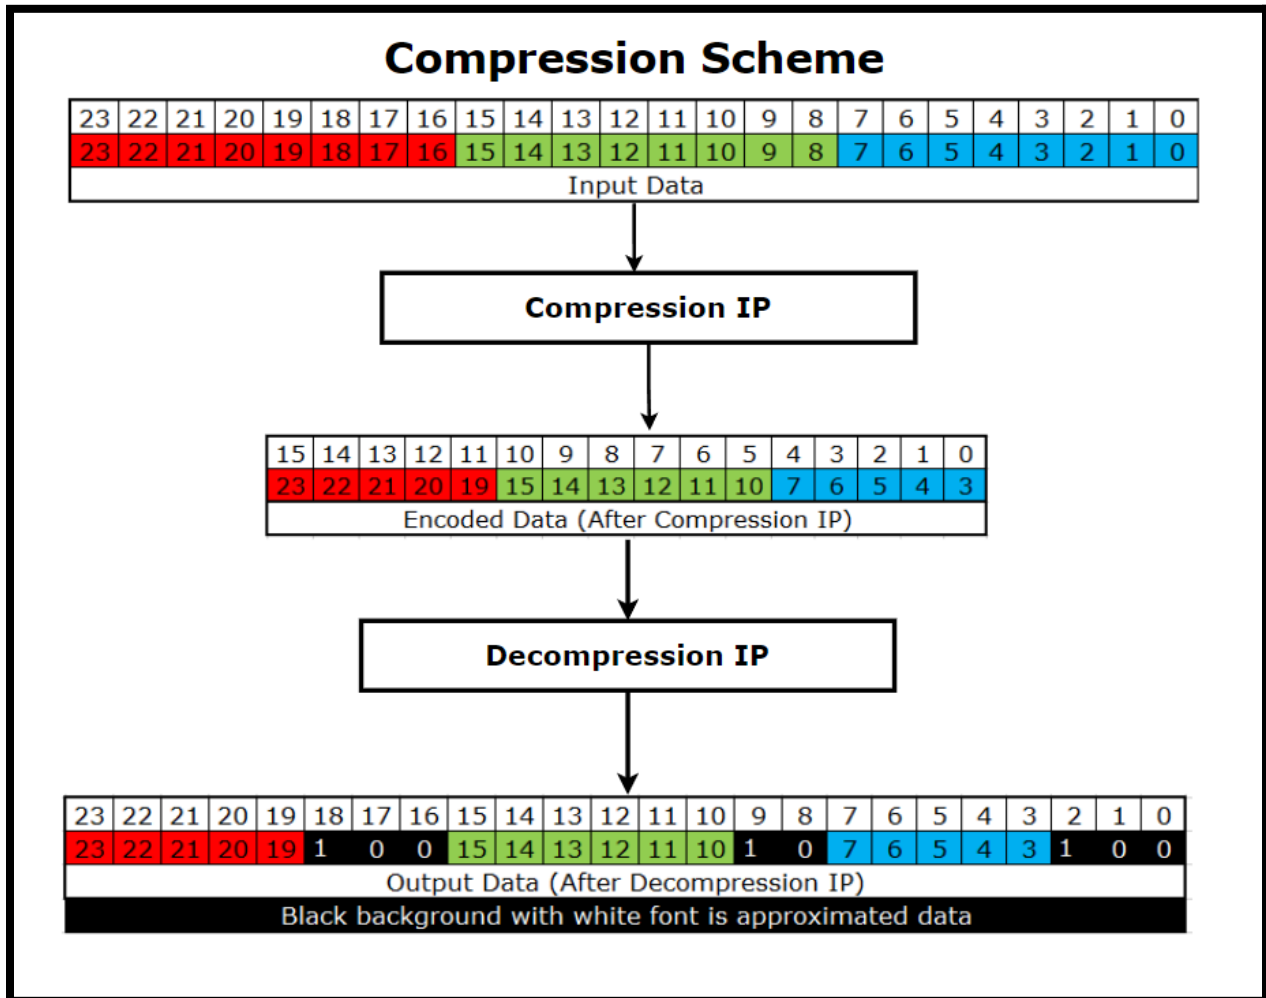 Compression Scheme
23 22 21 20 19 18 17 16 15 14 13 12 11 10 9 8 7 6 5 4 3 2 1 0
23 22 21 20 19 18 17 16 15 14 13 12 11 10 9 8 7 6 5 4 3 2 1 0
Input Data
Compression IP
15 14 13 12 11 10 9 8 7 6 5 4 3 2 1 0
23 22 21 20 19 15 14 13 12 11 10 7 6 5 4 3
Encoded Data (After Compression IP)
Decompression IP
23 22 21 20 19 18 17 16 15 14 13 12 11 10 9 8 7 6 5 4 3 2 1 0
23 22 21 20 19 1 0 0 15 14 13 12 11 10 1 0 7 6 5 4 3 1 0 0
Output Data (After Decompression IP)
Black background with white font is approximated data